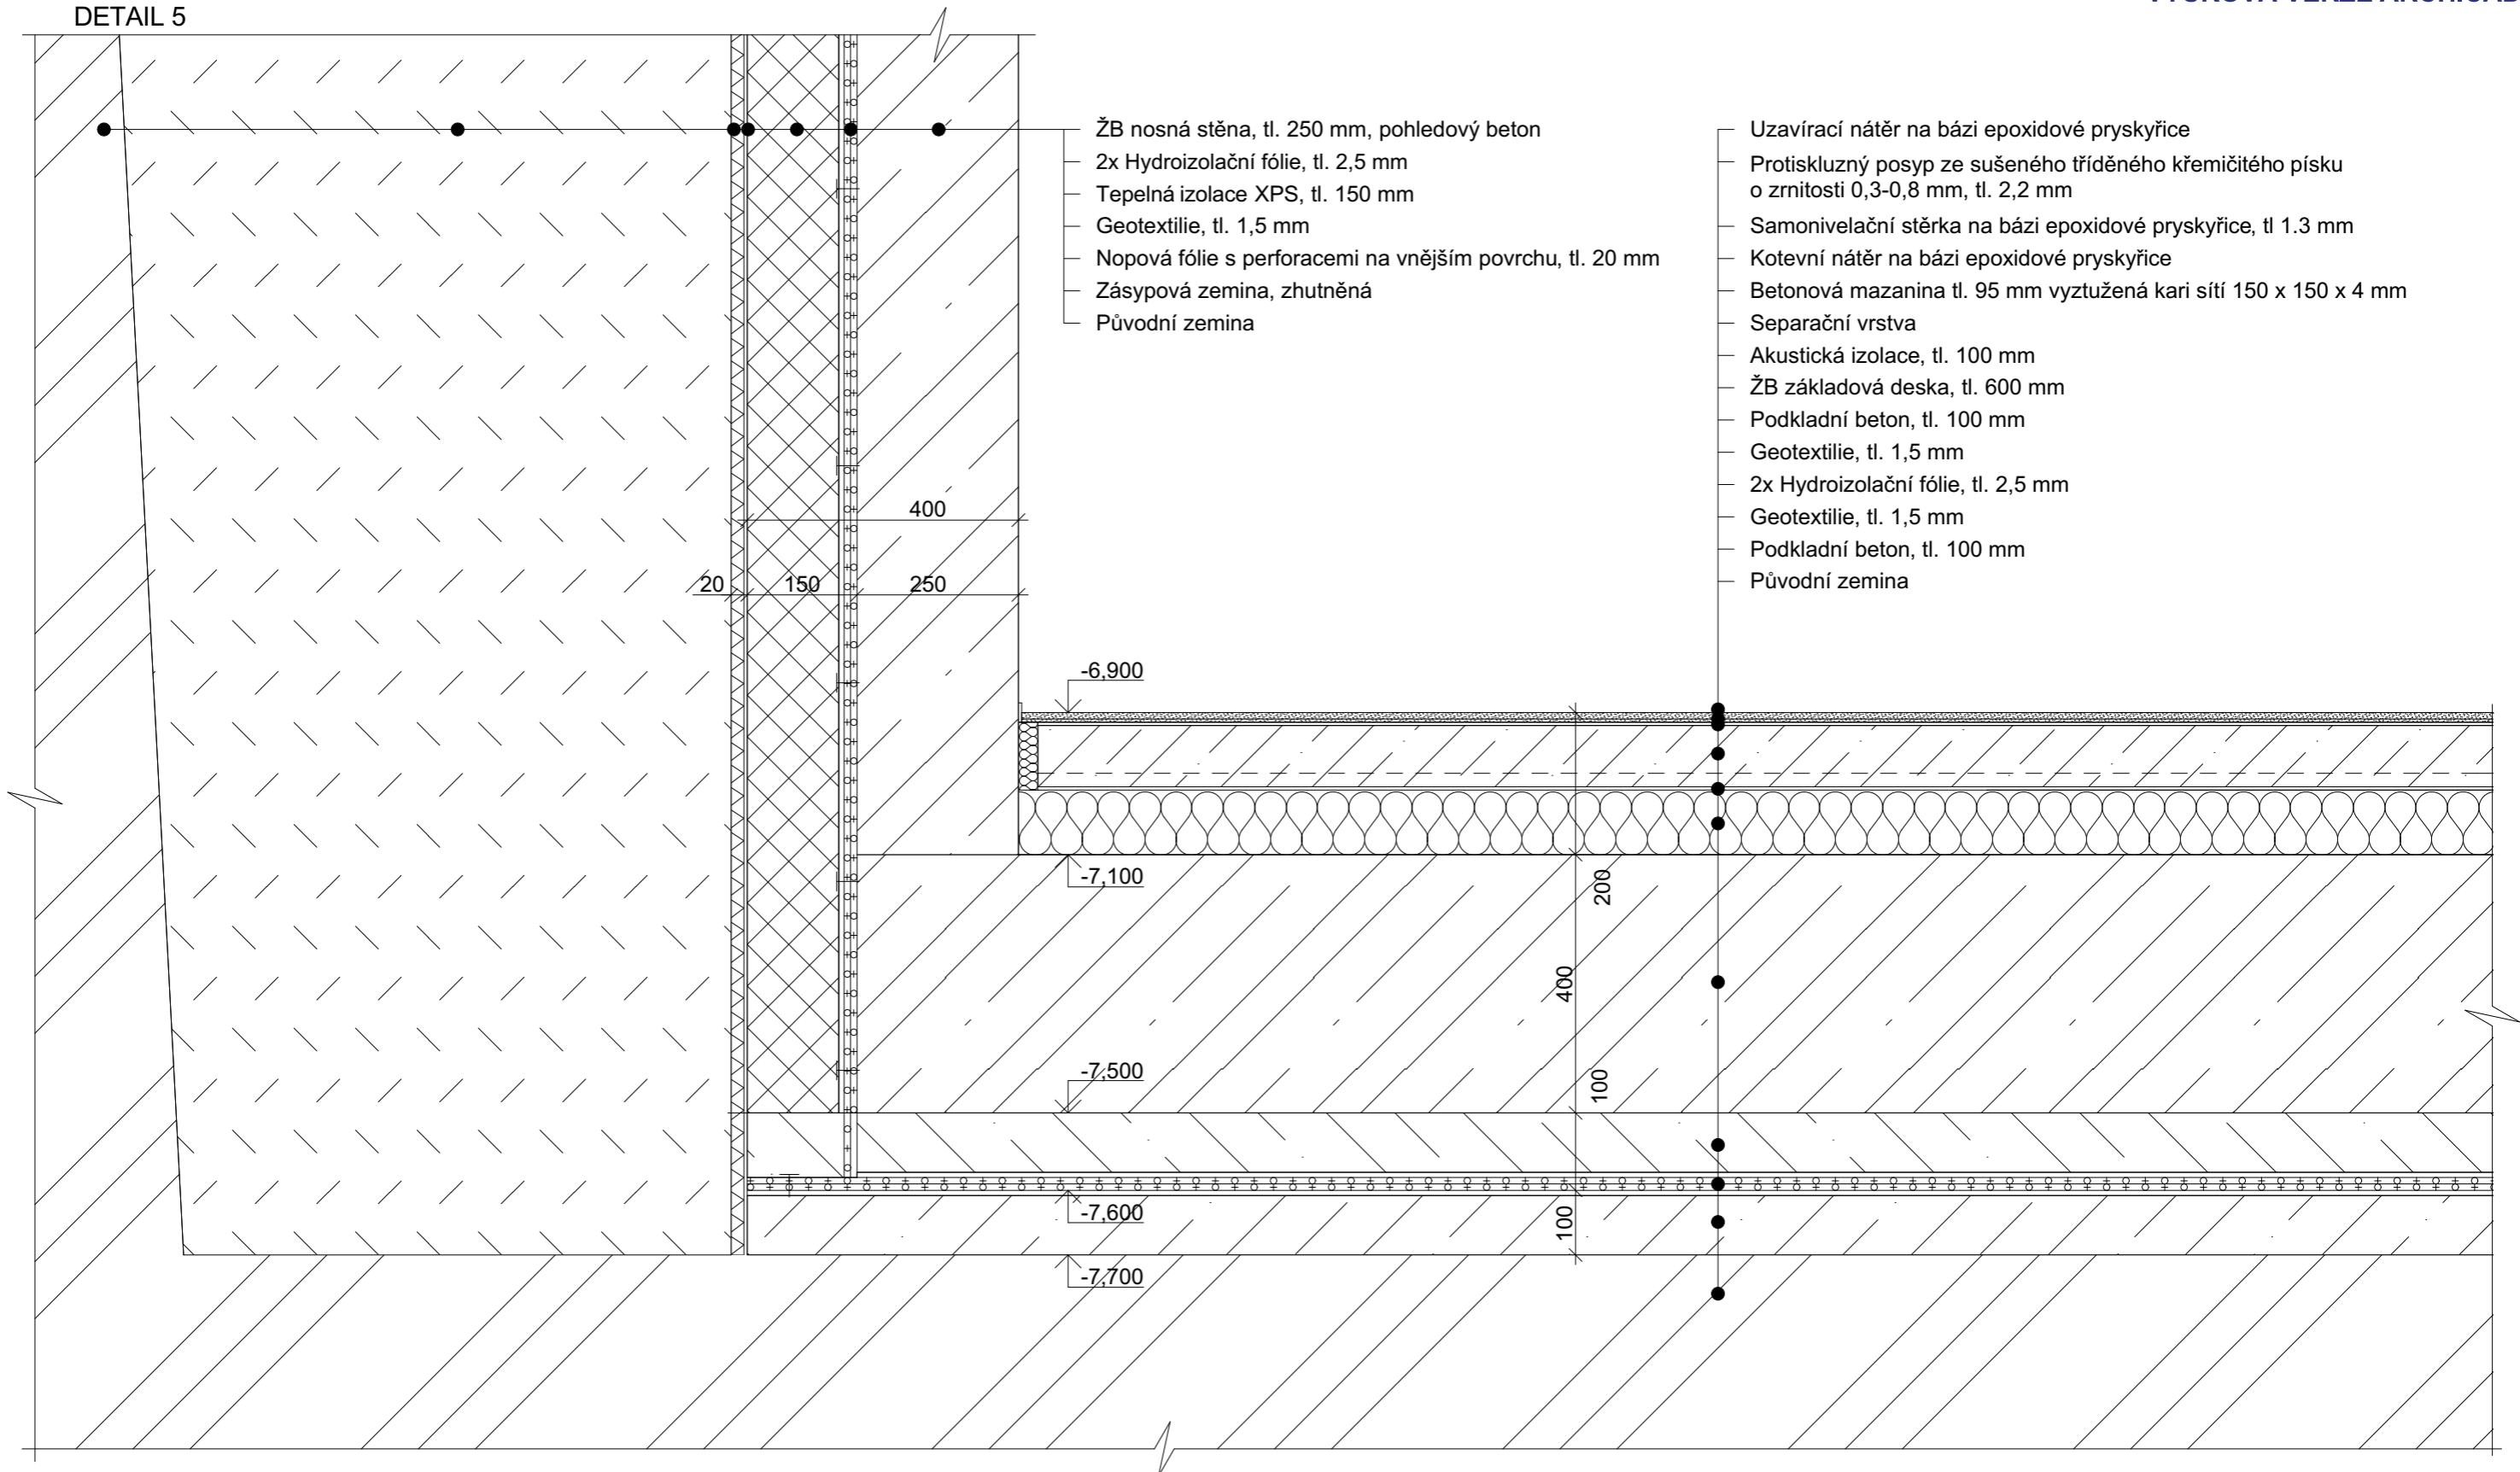 DETAIL 5
ŽB nosná stěna, tl. 250 mm, pohledový beton
2x Hydroizolační fólie, tl. 2,5 mm
Tepelná izolace XPS, tl. 150 mm
Geotextilie, tl. 1,5 mm
Nopová fólie s perforacemi na vnějším povrchu, tl. 20 mm
Zásypová zemina, zhutněná
Původní zemina
Uzavírací nátěr na bázi epoxidové pryskyřice
Protiskluzný posyp ze sušeného tříděného křemičitého písku
o zrnitosti 0,3-0,8 mm, tl. 2,2 mm
Samonivelační stěrka na bázi epoxidové pryskyřice, tl 1.3 mm
Kotevní nátěr na bázi epoxidové pryskyřice
Betonová mazanina tl. 95 mm vyztužená kari sítí 150 x 150 x 4 mm
Separační vrstva
Akustická izolace, tl. 100 mm
ŽB základová deska, tl. 600 mm
Podkladní beton, tl. 100 mm
Geotextilie, tl. 1,5 mm
2x Hydroizolační fólie, tl. 2,5 mm
Geotextilie, tl. 1,5 mm
Podkladní beton, tl. 100 mm
Původní zemina
400
20
150
250
-6,900
-7,100
200
400
-7,500
100
-7,600
100
-7,700